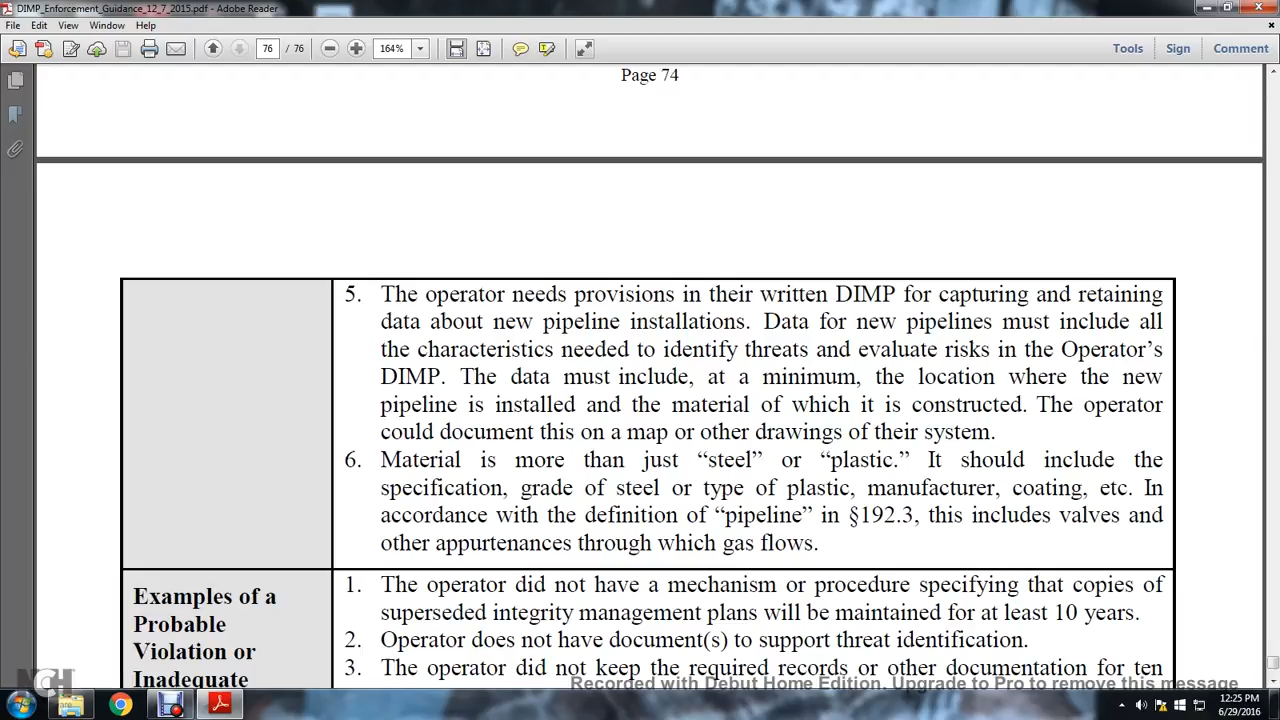 DIMP_Enforcement_Guidance_12_7_2015.pdf - Adobe Reader
File Edit View Window Help
76 / 76 164% Tools Sign Comment
Page 74
5. The operator needs provisions in their written DIMP for capturing and retaining
data about new pipeline installations. Data for new pipelines must include all
the characteristics needed to identify threats and evaluate risks in the Operator’s
DIMP. The data must include, at a minimum, the location where the new
pipeline is installed and the material of which it is constructed. The operator
could document this on a map or other drawings of their system.
6. Material is more than just “steel” or “plastic.” It should include the
specification, grade of steel or type of plastic, manufacturer, coating, etc. In
accordance with the definition of “pipeline” in §192.3, this includes valves and
other appurtenances through which gas flows.
Examples of a
Probable
Violation or
Inadequate
1. The operator did not have a mechanism or procedure specifying that copies of
superseded integrity management plans will be maintained for at least 10 years.
2. Operator does not have document(s) to support threat identification.
3. The operator did not keep the required records or other documentation for ten
NCH
Recorded with Debut Home Edition. Upgrade to Pro to remove this message
12:25 PM
6/29/2016